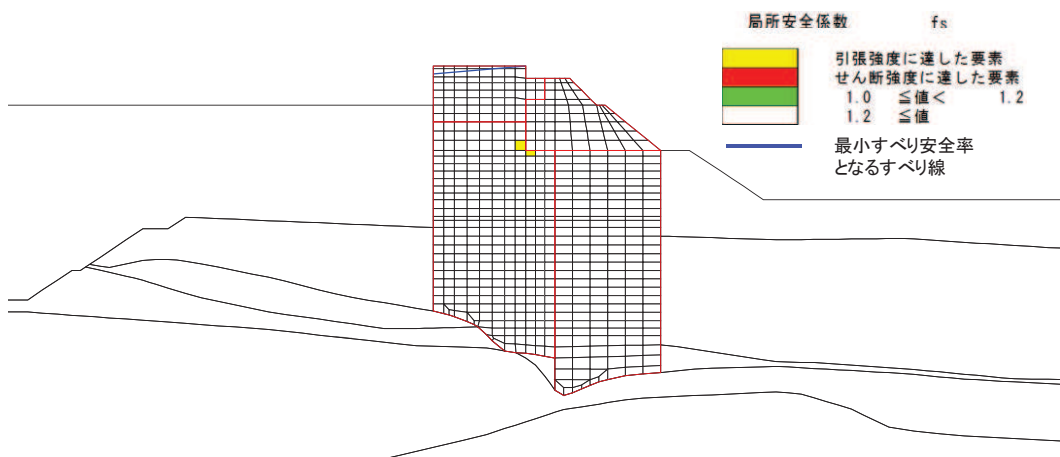 局所安全係数 fs
引張強度に達した要素
せん断強度に達した要素
1.0 ≦値< 1.2
1.2 ≦値
最小すべり安全率
となるすべり線